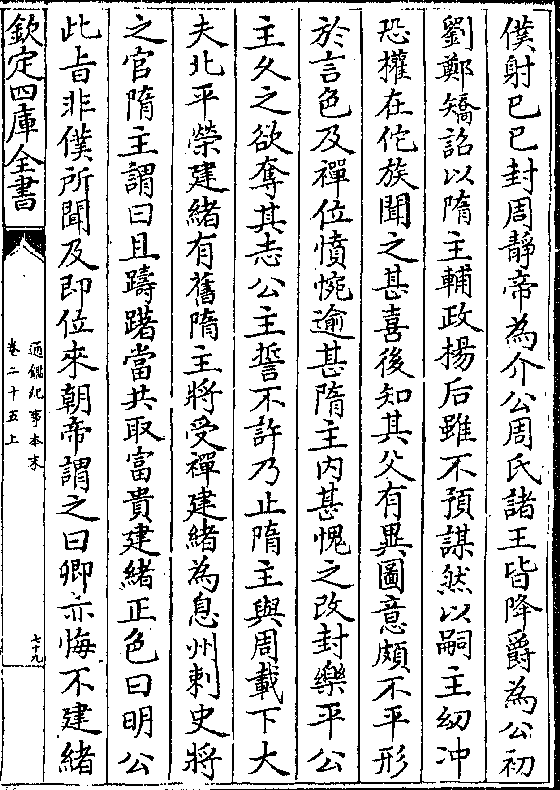 僕射己巳封周靜帝為介公周氏諸王皆降爵為公初
劉鄭矯詔以隋主輔政楊后雖不預謀然以嗣主幼冲
恐權在佗族聞之甚喜後知其父有異圖意頗不平形
於言色及禪位憤惋逾甚隋主内甚愧之改封樂平公
主久之欲奪其志公主誓不許乃止隋主與周載下大
夫北平榮建緒有舊隋主將受禪建緒為息州刺史將
之官隋主謂曰且躊躇當共取富貴建緒正色曰明公
此㫖非僕所聞及即位來朝帝謂之曰卿亦悔不建緒
欽定四庫全書
通鑑紀事本末
卷二十五上
七十九